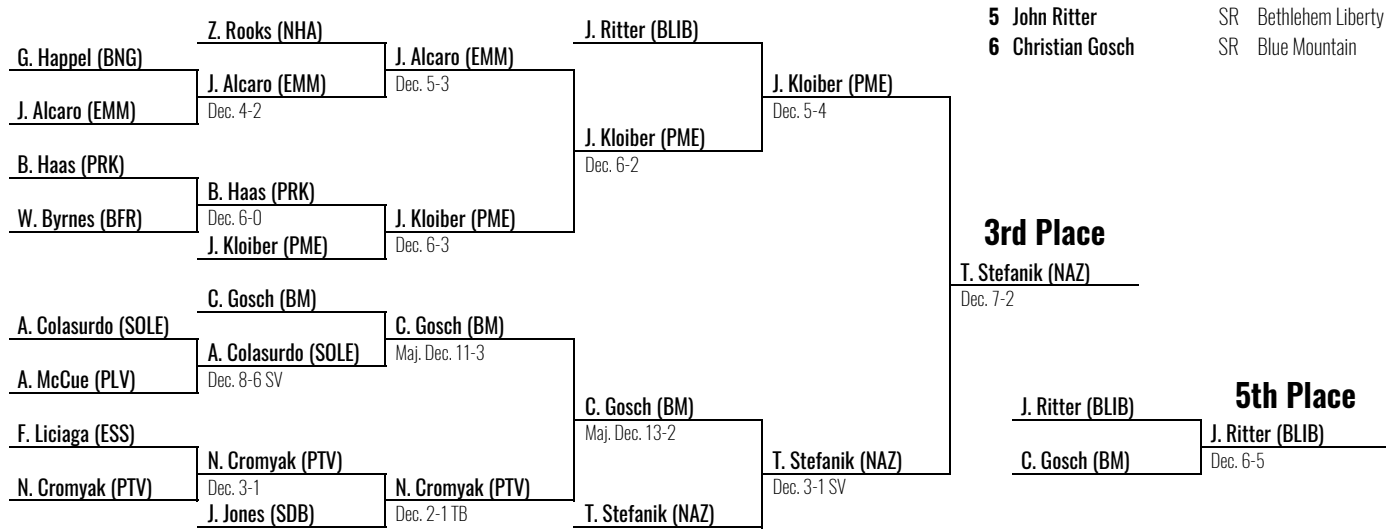 5 John Ritter SR Bethlehem Liberty
6 Christian Gosch SR Blue Mountain
Z. Rooks (NHA)
J. Ritter (BLIB)
G. Happel (BNG)
J. Alcaro (EMM)
J. Alcaro (EMM)
Dec. 5-3
J. Kloiber (PME)
Dec. 5-4
J. Alcaro (EMM)
Dec. 4-2
J. Kloiber (PME)
Dec. 6-2
B. Haas (PRK)
B. Haas (PRK)
Dec. 6-0
W. Byrnes (BFR)
J. Kloiber (PME)
Dec. 6-3
J. Kloiber (PME)
3rd Place
T. Stefanik (NAZ)
Dec. 7-2
C. Gosch (BM)
A. Colasurdo (SOLE)
C. Gosch (BM)
Maj. Dec. 11-3
A. Colasurdo (SOLE)
Dec. 8-6 SV
A. McCue (PLV)
C. Gosch (BM)
Maj. Dec. 13-2
J. Ritter (BLIB)
5th Place
J. Ritter (BLIB)
Dec. 6-5
C. Gosch (BM)
F. Liciaga (ESS)
N. Cromyak (PTV)
Dec. 3-1
T. Stefanik (NAZ)
Dec. 3-1 SV
N. Cromyak (PTV)
N. Cromyak (PTV)
Dec. 2-1 TB
J. Jones (SDB)
T. Stefanik (NAZ)